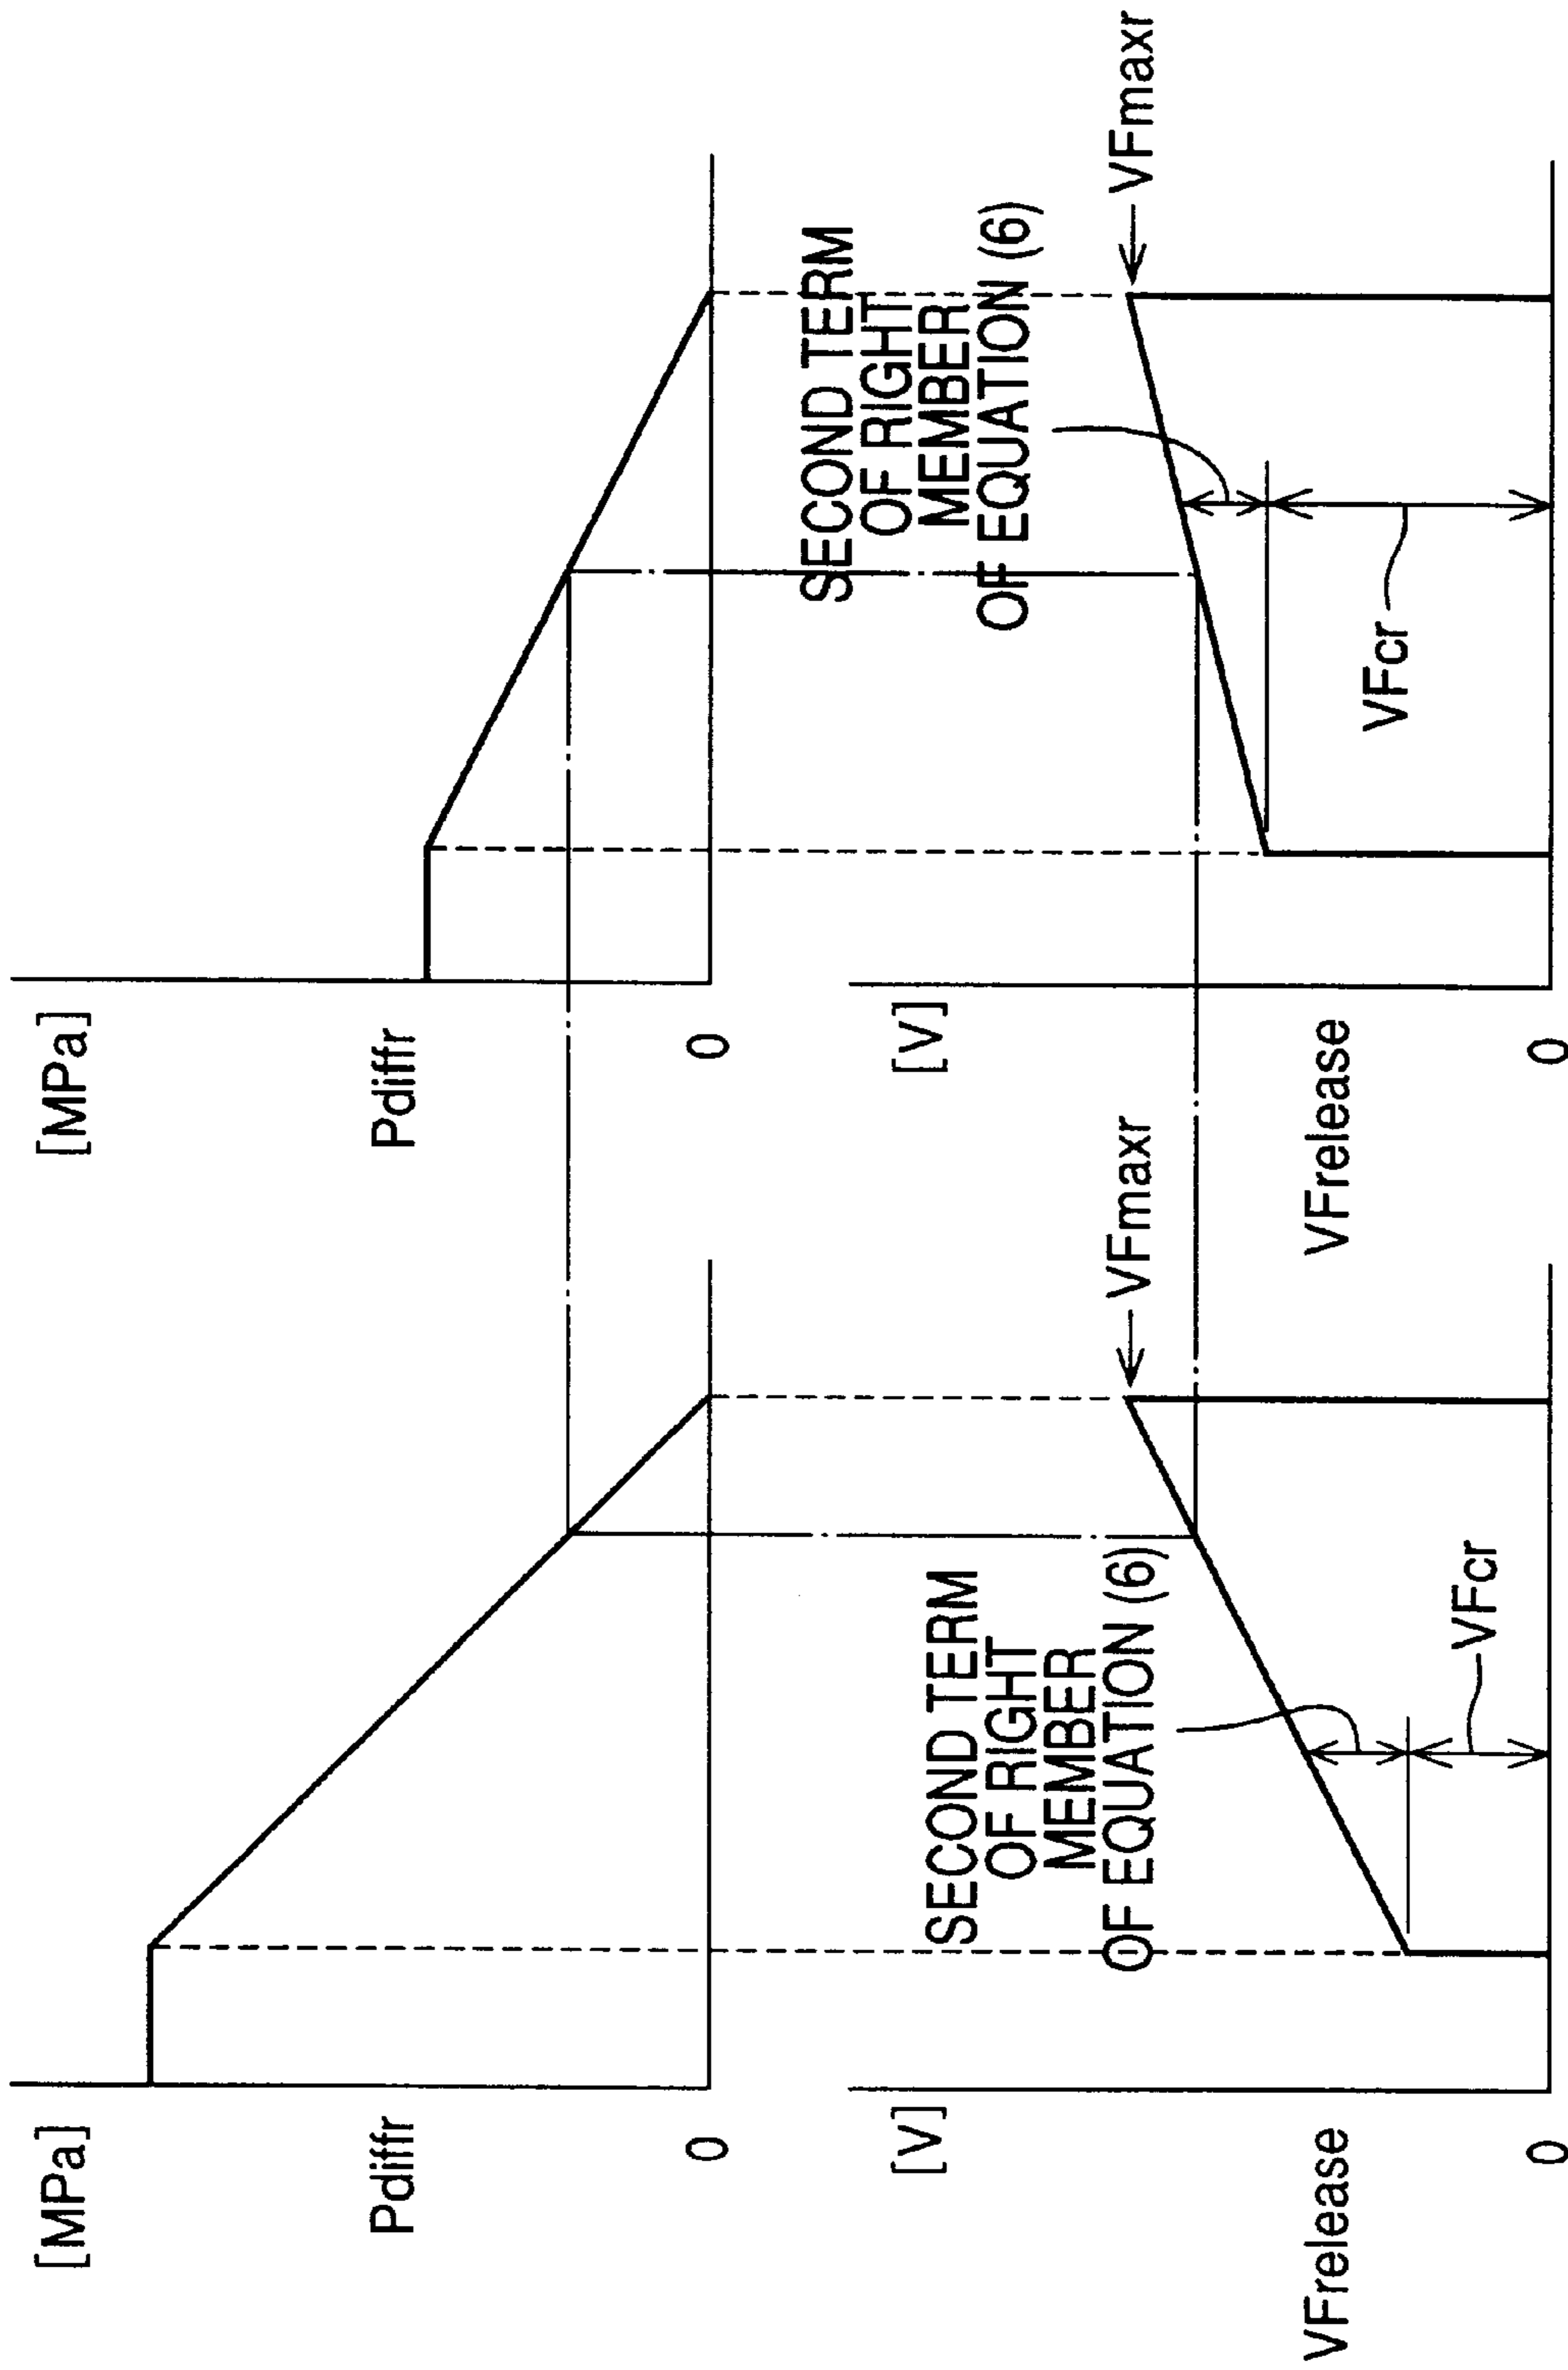 [MPa]
Pdiffr
0
[V]
SECOND TERM
OF RIGHT
MEMBER
OF EQUATION (6)
VFmaxr
VFrelease
VFcr
0
[MPa]
Pdiffr
0
[V]
SECOND TERM
OF RIGHT
MEMBER
OF EQUATION (6)
VFmaxr
VFrelease
VFcr
0